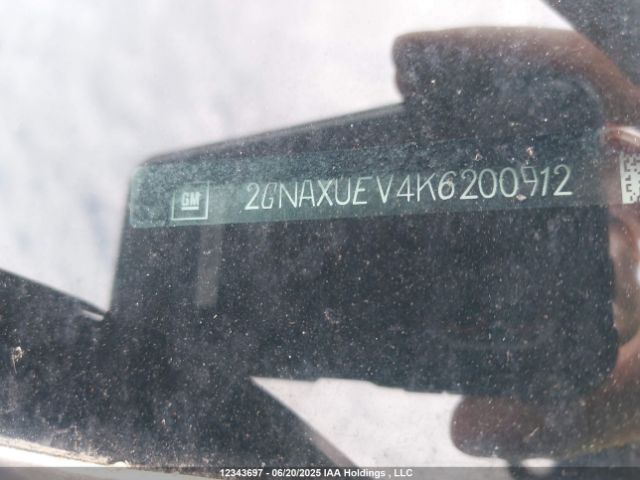 GM 2GNAXUEV4K6200912
12343697 - 06/20/2025 IAA Holdings , LLC